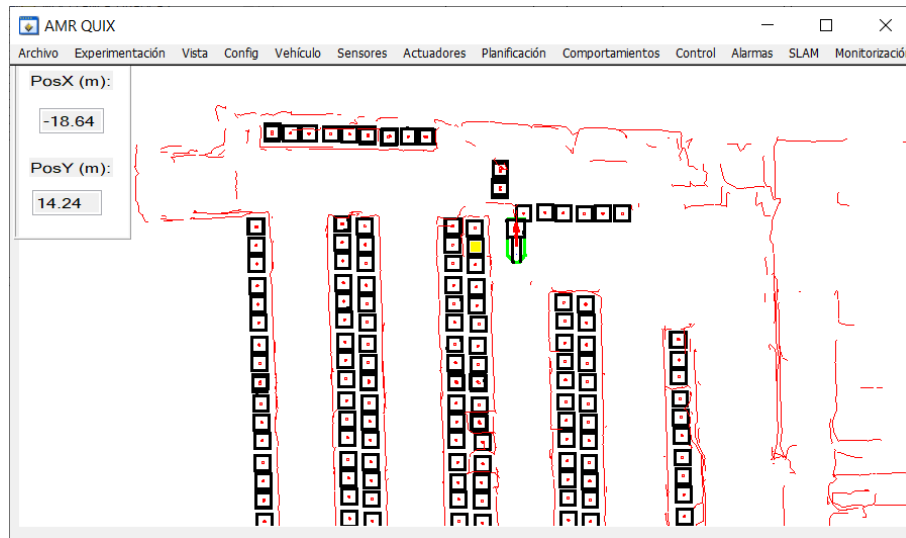 AMR QUIX
Archivo Experimentación Vista Config Vehículo Sensores Actuadores Planificación Comportamientos Control Alarmas SLAM Monitorización
PosX (m):
-18.64
PosY (m):
14.24